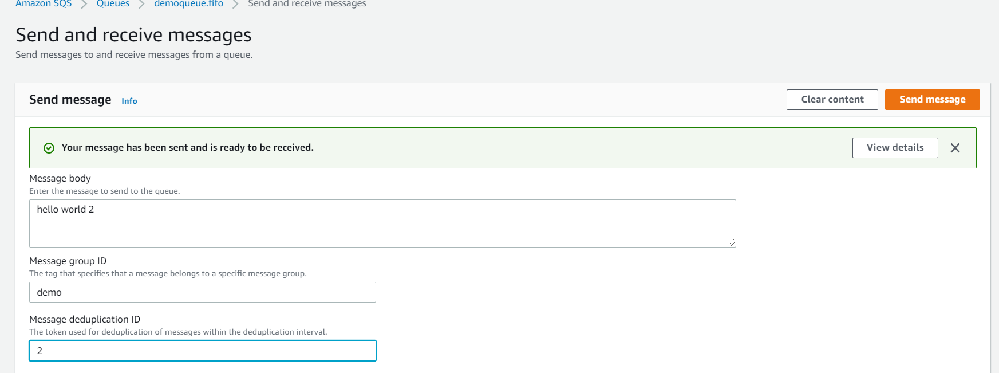 Amazon SQS > Queues > demoqueue.fifo > Send and receive messages
Send and receive messages
Send messages to and receive messages from a queue.
Send message Info Clear content Send message
Your message has been sent and is ready to be received. View details
Message body
Enter the message to send to the queue.
hello world 2
Message group ID
The tag that specifies that a message belongs to a specific message group.
demo
Message deduplication ID
The token used for deduplication of messages within the deduplication interval.
2